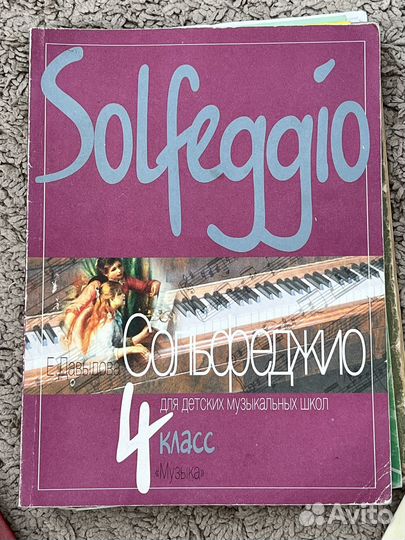 Solfeggio
Е. Давыдова
Сольфеджио
для детских музыкальных школ
4 класс
«Музыка»
Avito